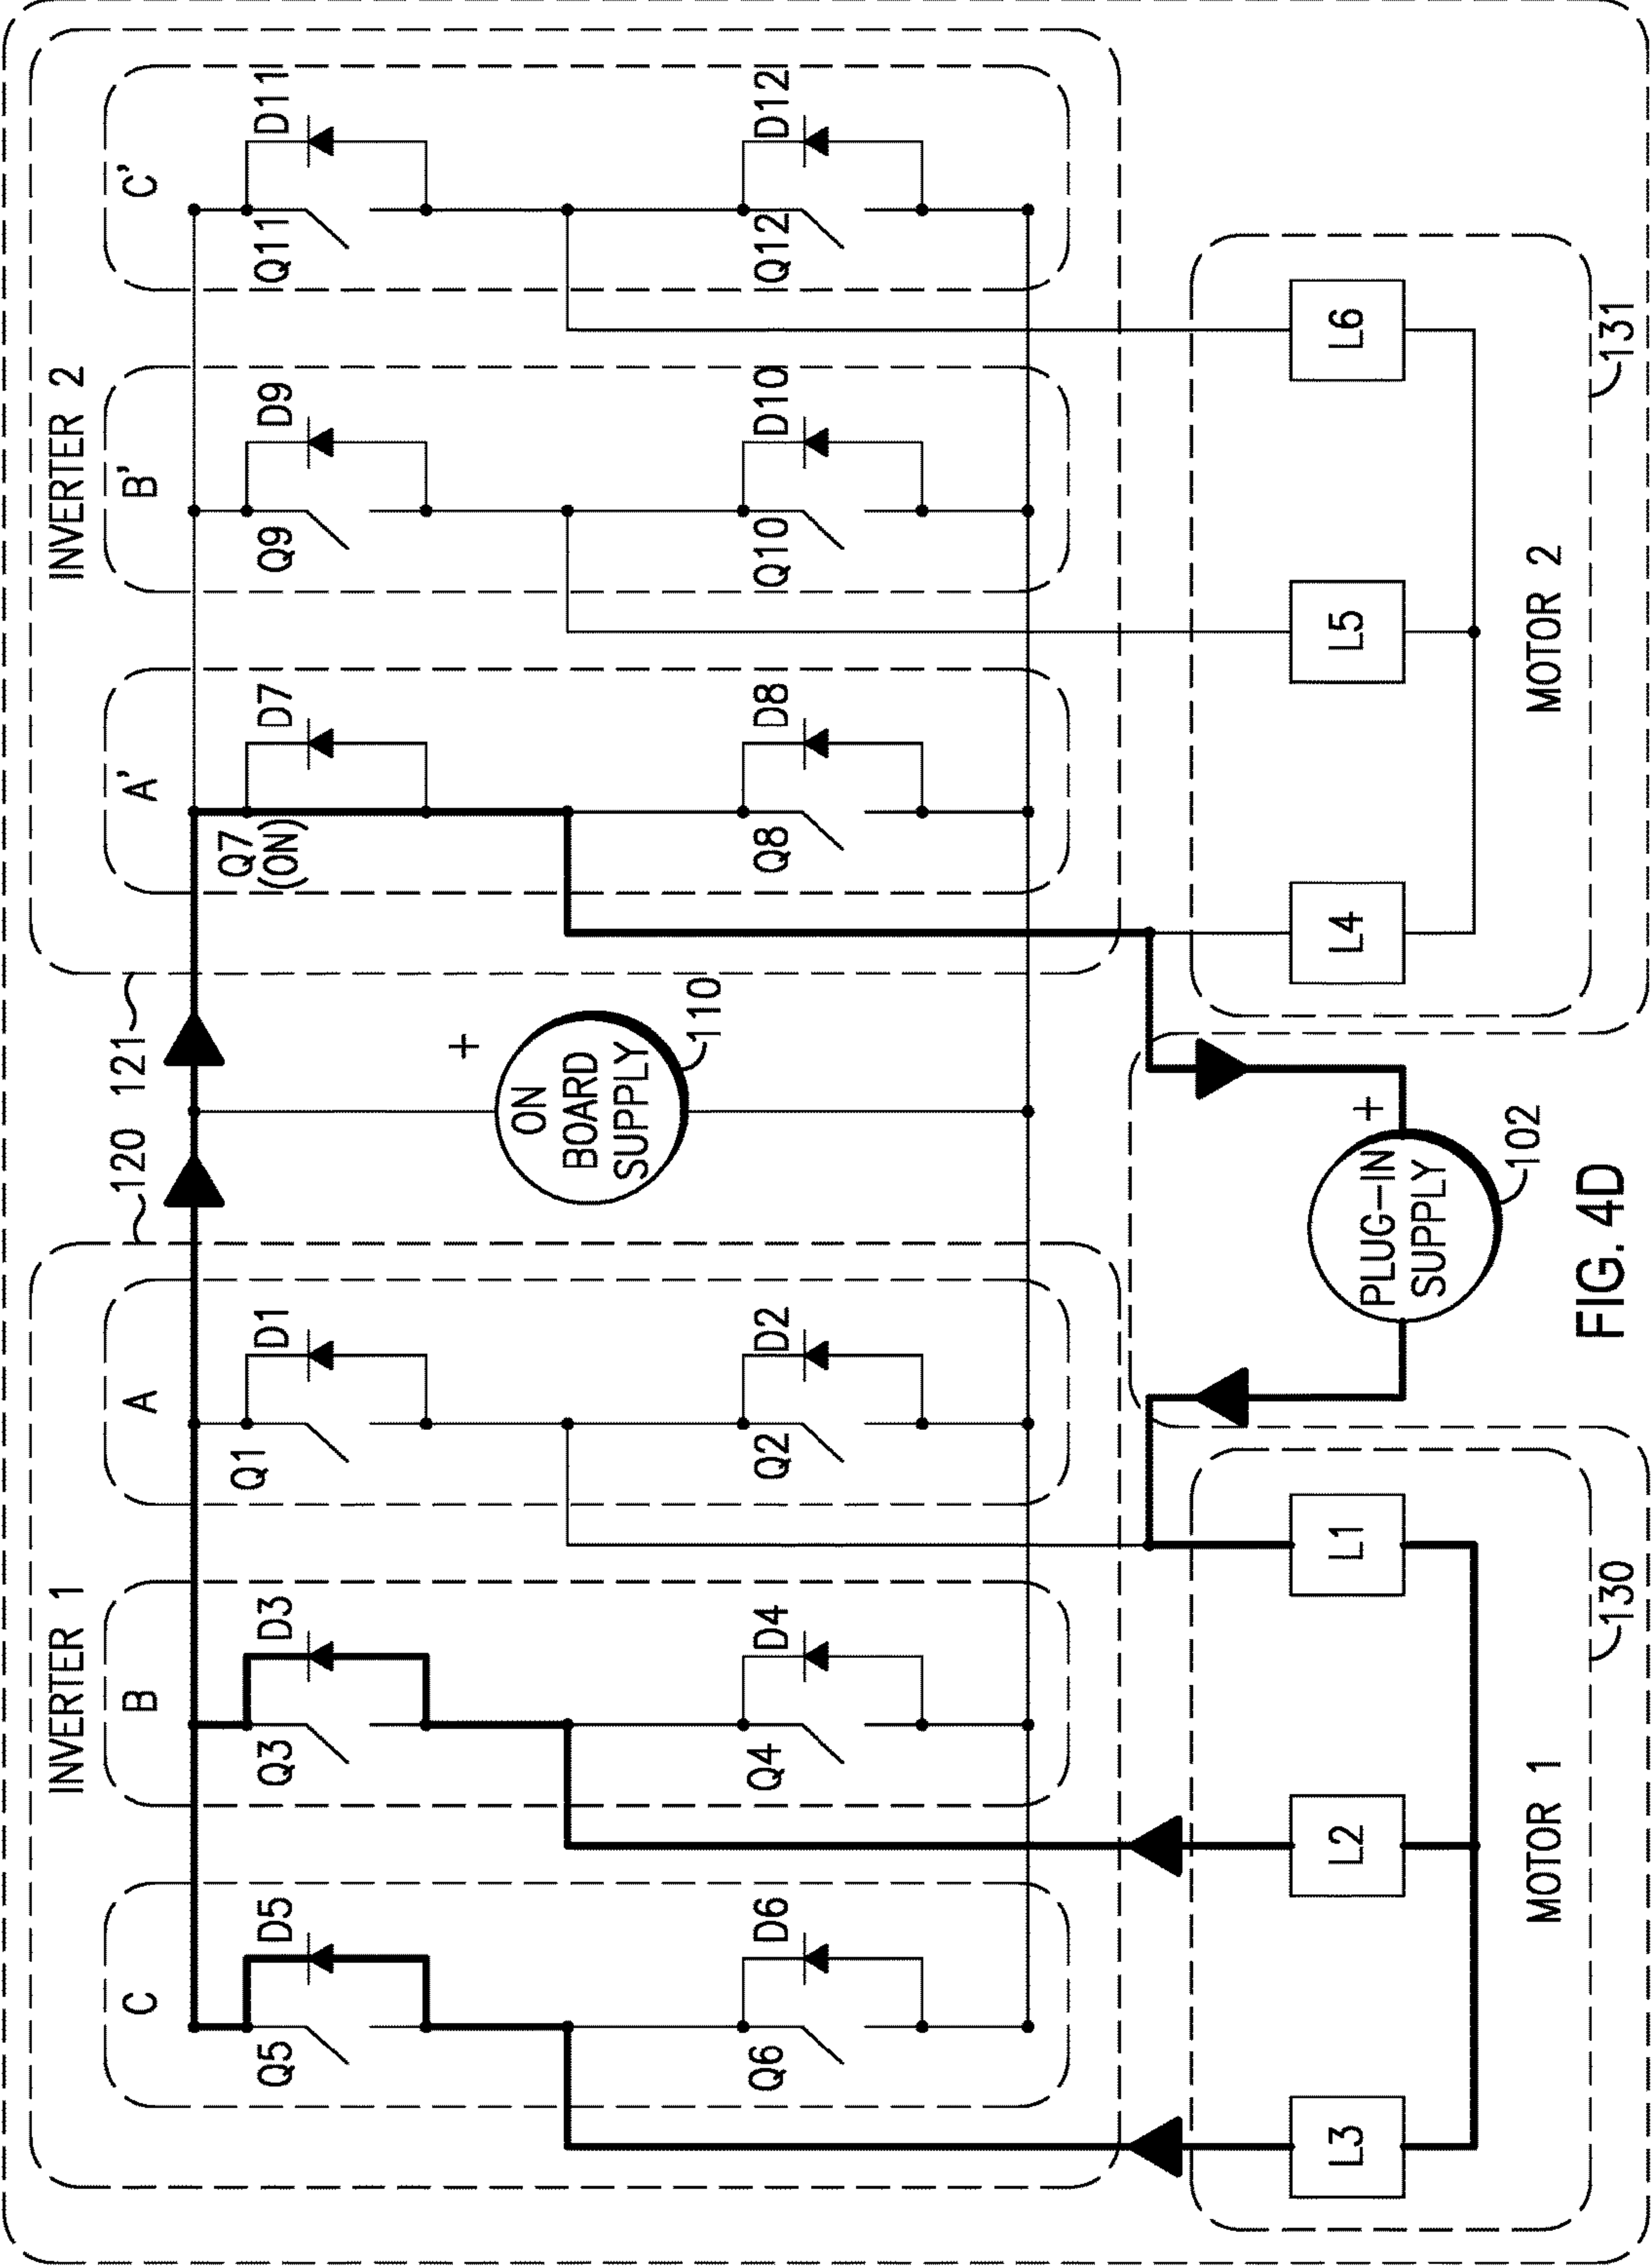 INVERTER 1
INVERTER 2
C
B
A
A'
B'
C'
120
121
Q5
D5
Q3
D3
Q1
D1
Q7
(ON)
D7
Q9
D9
Q11
D11
+
ON
BOARD
SUPPLY
110
Q6
D6
Q4
D4
Q2
D2
Q8
D8
Q10
D10
Q12
D12
L3
L2
L1
+
PLUG-IN
SUPPLY
102
L4
L5
L6
MOTOR 1
130
MOTOR 2
131
FIG. 4D